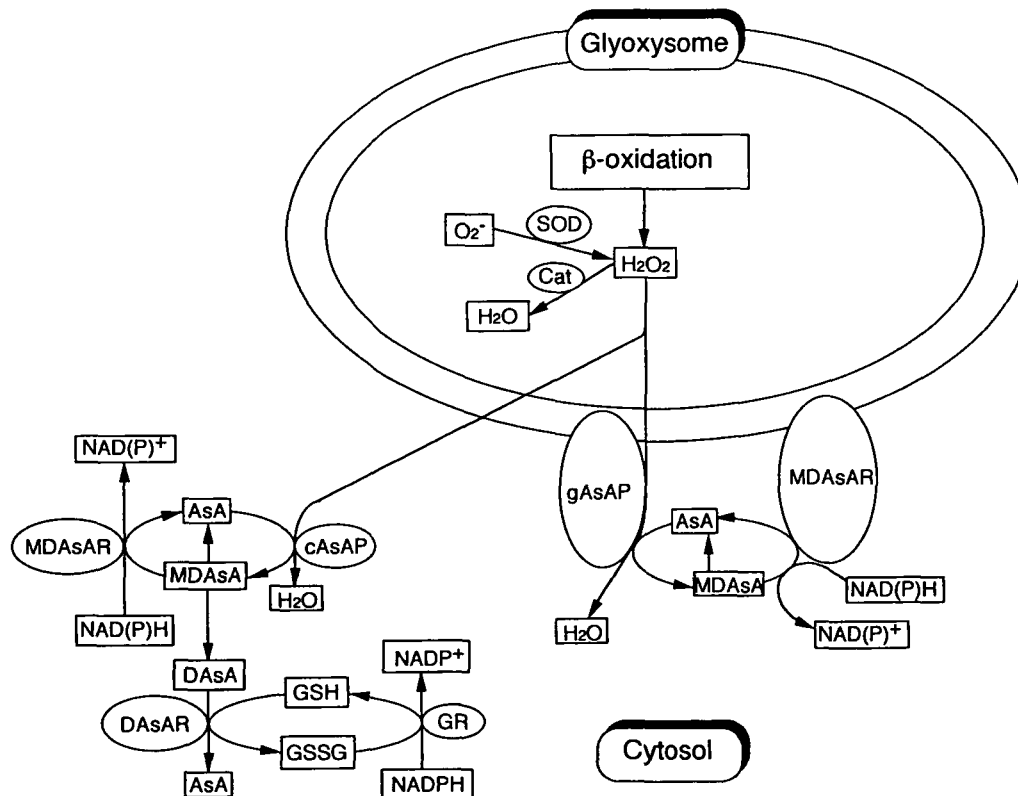 Glyoxysome
β-oxidation
O₂⁻
SOD
H₂O₂
Cat
H₂O
NAD(P)⁺
gAsAP
MDAsAR
AsA
AsA
MDAsAR
cAsAP
MDAsA
MDAsA
NAD(P)H
H₂O
NAD(P)H
H₂O
NAD(P)⁺
NADP⁺
DAsA
GSH
DAsAR
GR
GSSG
Cytosol
AsA
NADPH